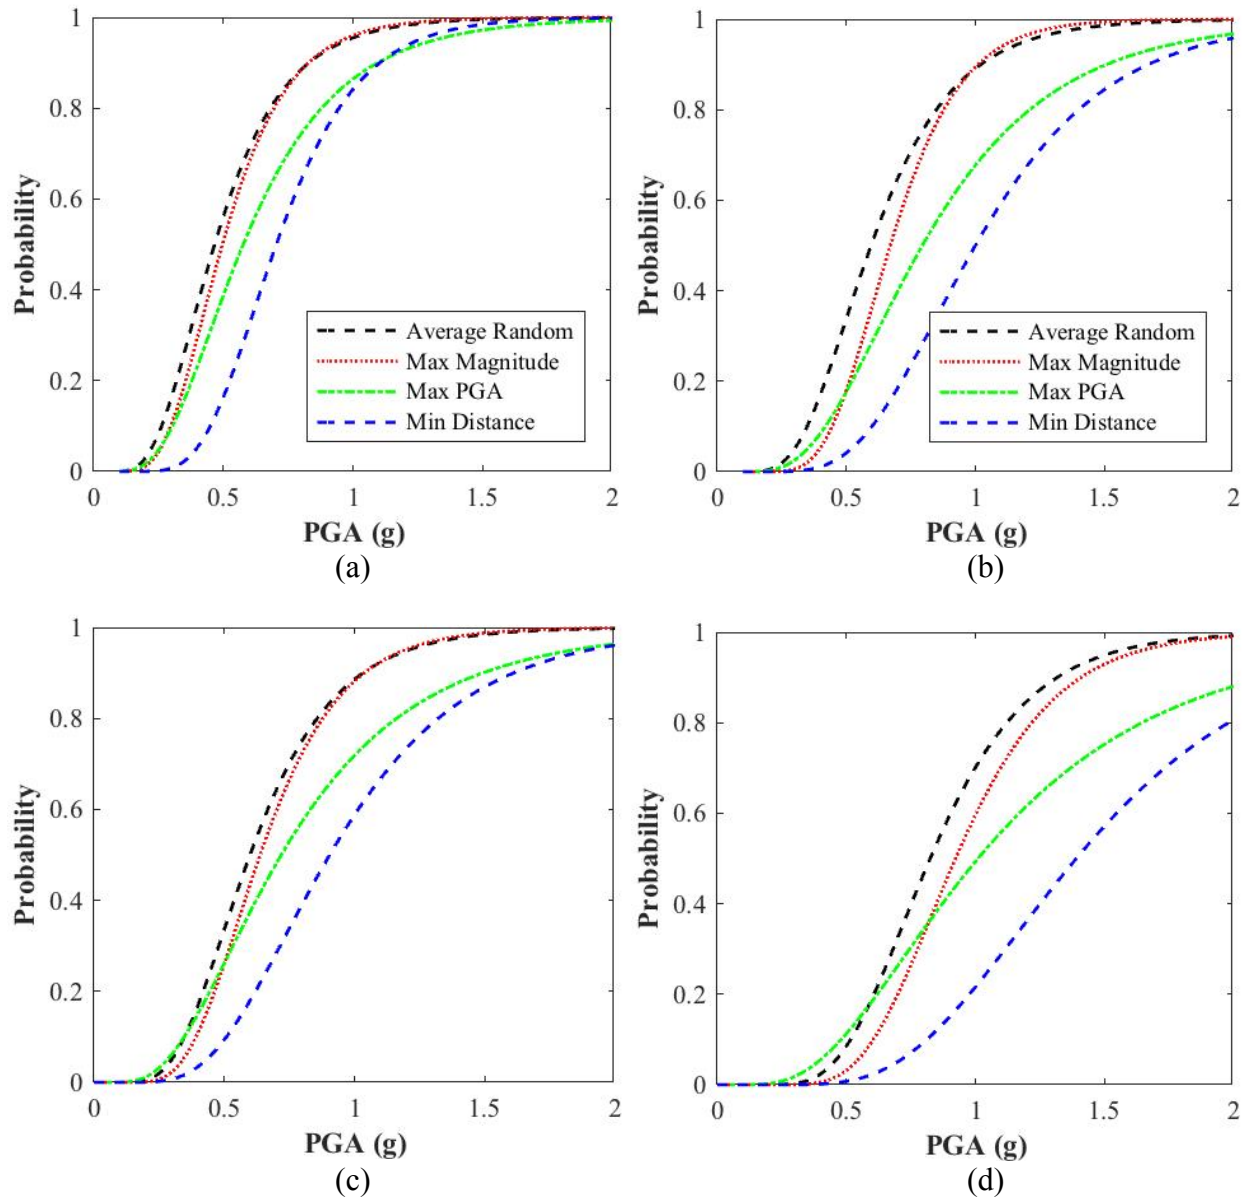 1
0.8
0.6
0.4
0.2
0
Probability
Average Random
Max Magnitude
Max PGA
Min Distance
0 0.5 1 1.5 2
PGA (g)
(a)
1
0.8
0.6
0.4
0.2
0
Probability
Average Random
Max Magnitude
Max PGA
Min Distance
0 0.5 1 1.5 2
PGA (g)
(b)
1
0.8
0.6
0.4
0.2
0
Probability
0 0.5 1 1.5 2
PGA (g)
(c)
1
0.8
0.6
0.4
0.2
0
Probability
0 0.5 1 1.5 2
PGA (g)
(d)